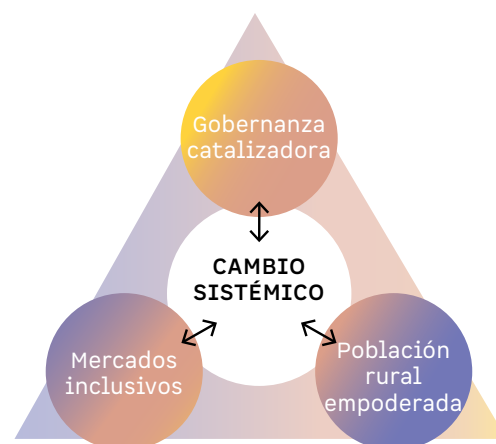 Gobernanza
catalizadora
CAMBIO
SISTÉMICO
Mercados
inclusivos
Población
rural
empoderada